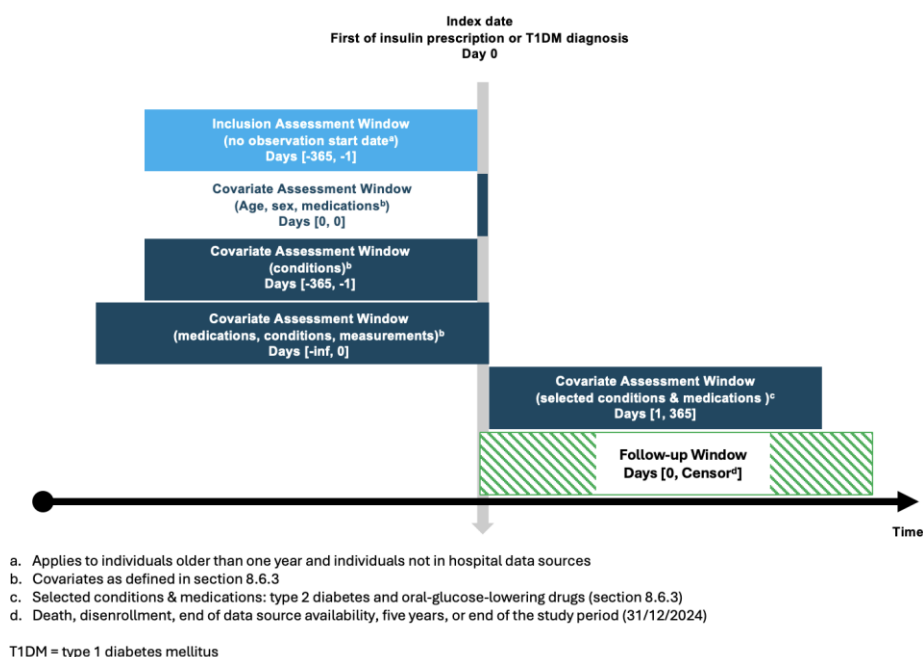 Index date
First of insulin prescription or T1DM diagnosis
Day 0
Inclusion Assessment Window
(no observation start dateᵃ)
Days [-365, -1]
Covariate Assessment Window
(Age, sex, medicationsᵇ)
Days [0, 0]
Covariate Assessment Window
(conditions)ᵇ
Days [-365, -1]
Covariate Assessment Window
(medications, conditions, measurements)ᵇ
Days [-inf, 0]
Covariate Assessment Window
(selected conditions & medications )ᶜ
Days [1, 365]
Follow-up Window
Days [0, Censorᵈ]
Time
a. Applies to individuals older than one year and individuals not in hospital data sources
b. Covariates as defined in section 8.6.3
c. Selected conditions & medications: type 2 diabetes and oral-glucose-lowering drugs (section 8.6.3)
d. Death, disenrollment, end of data source availability, five years, or end of the study period (31/12/2024)
T1DM = type 1 diabetes mellitus